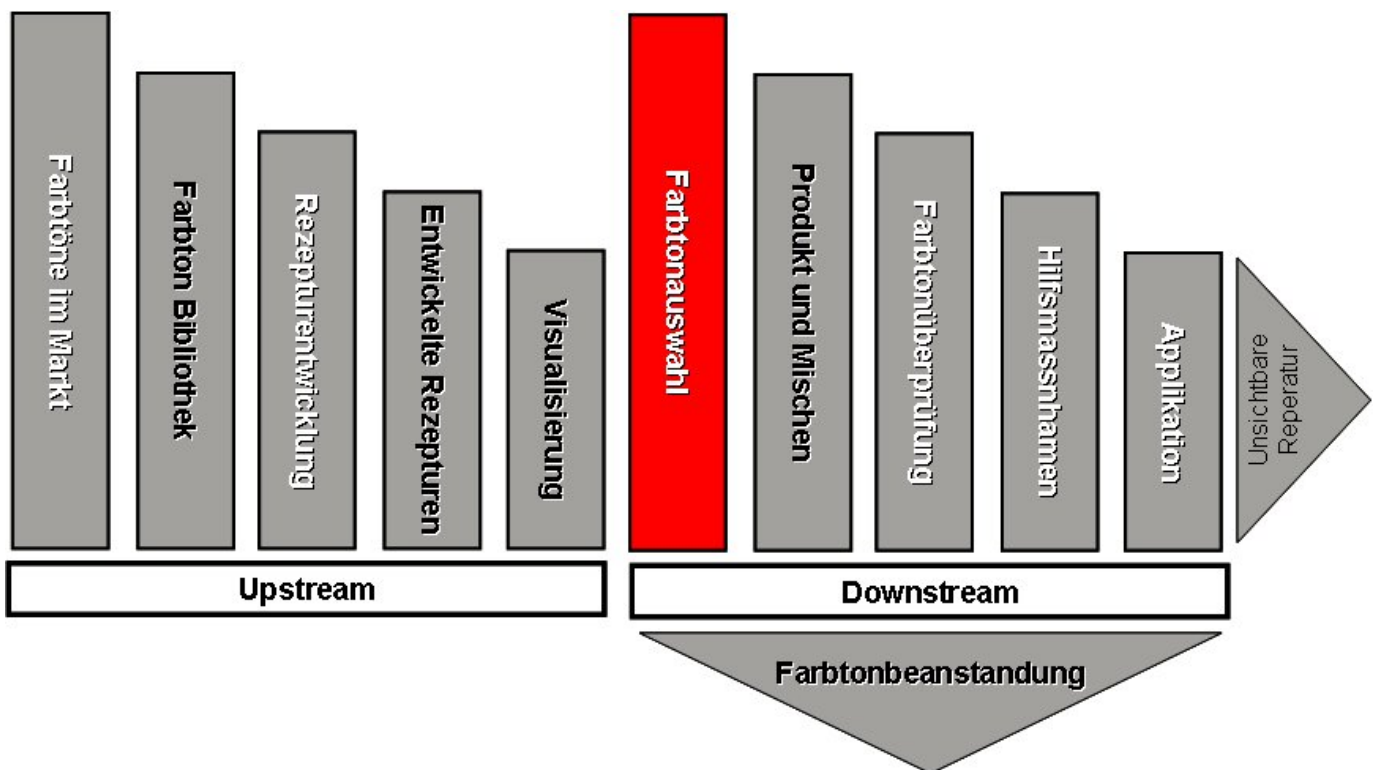 Farbtöne im Markt
Farbton Bibliothek
Rezepturentwicklung
Entwickelte Rezepturen
Visualisierung
Farbtonauswahl
Produkt und Mischen
Farbtonüberprüfung
Hilfsmassnhamen
Applikation
Unsichtbare
Reperatur
Upstream
Downstream
Farbtonbeanstandung